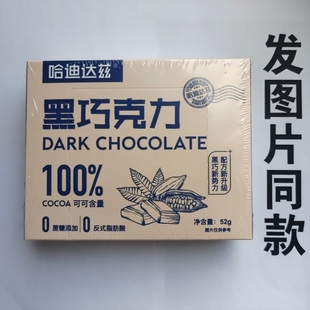 哈迪达兹
黑巧克力
DARK CHOCOLATE
100%
COCOA 可可含量
0 蔗糖添加 0 反式脂肪酸
配方新升级
黑巧新势力
净含量：52g
图片仅供参考
发图片同款